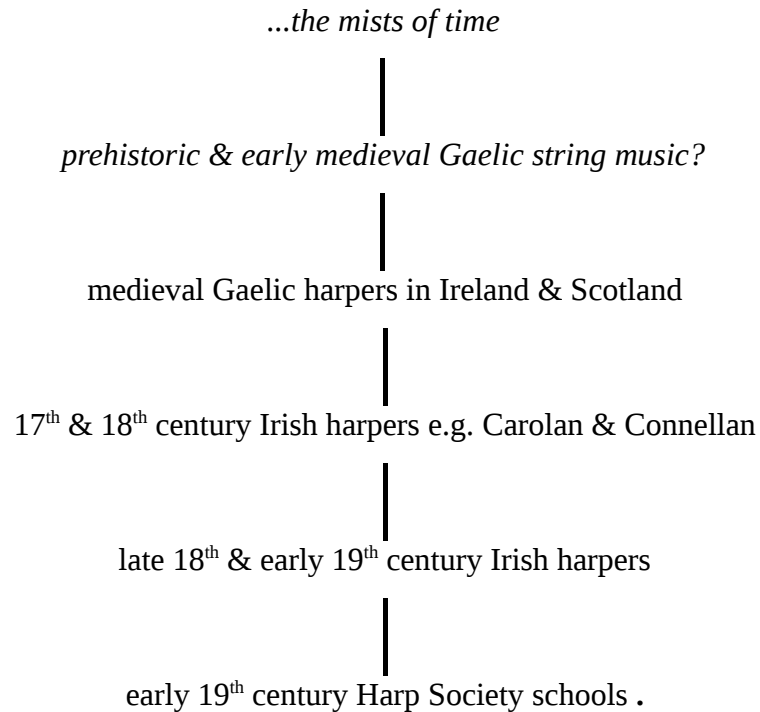 ...the mists of time
prehistoric & early medieval Gaelic string music?
medieval Gaelic harpers in Ireland & Scotland
17th & 18th century Irish harpers e.g. Carolan & Connellan
late 18th & early 19th century Irish harpers
early 19th century Harp Society schools .